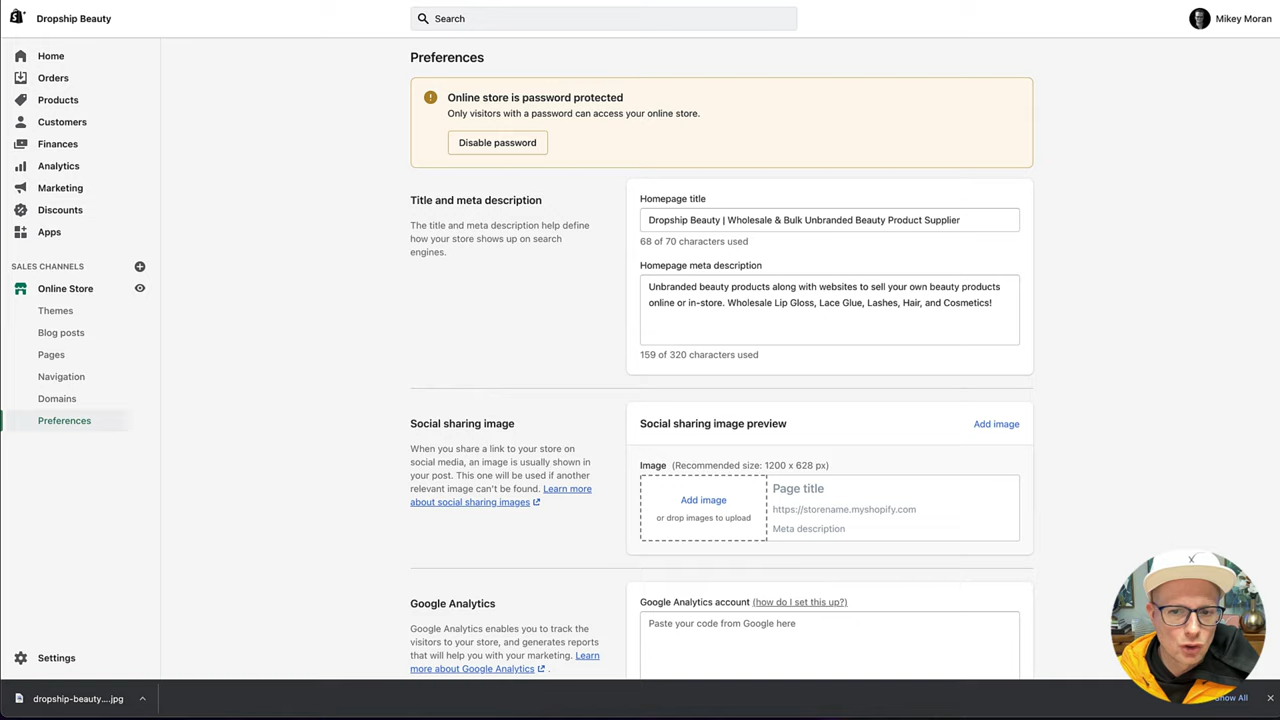 Dropship Beauty
Search
Mikey Moran
Home
Orders
Products
Customers
Finances
Analytics
Marketing
Discounts
Apps
SALES CHANNELS
Online Store
Themes
Blog posts
Pages
Navigation
Domains
Preferences
Settings
Preferences
Online store is password protected
Only visitors with a password can access your online store.
Disable password
Title and meta description
The title and meta description help define
how your store shows up on search
engines.
Homepage title
Dropship Beauty | Wholesale & Bulk Unbranded Beauty Product Supplier
68 of 70 characters used
Homepage meta description
Unbranded beauty products along with websites to sell your own beauty products
online or in-store. Wholesale Lip Gloss, Lace Glue, Lashes, Hair, and Cosmetics!
159 of 320 characters used
Social sharing image
When you share a link to your store on
social media, an image is usually shown in
your post. This one will be used if another
relevant image can't be found. Learn more
about social sharing images
Social sharing image preview
Add image
Image (Recommended size: 1200 x 628 px)
Add image
or drop images to upload
Page title
https://storename.myshopify.com
Meta description
Google Analytics
Google Analytics enables you to track the
visitors to your store, and generates reports
that will help you with your marketing. Learn
more about Google Analytics .
Google Analytics account (how do I set this up?)
Paste your code from Google here
dropship-beauty....jpg
Show All